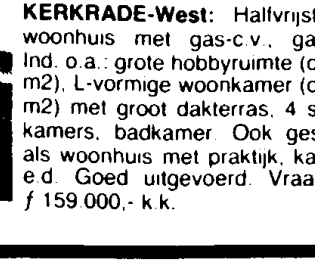 KERKRADE-West: Halfvrijst
woonhuis met gas-c.v., ga
Ind. o.a.: grote hobbyruimte (c
m2), L-vormige woonkamer (c
m2) met groot dakterras, 4 s
kamers, badkamer. Ook ges
als woonhuis met praktijk, ka
e.d. Goed uitgevoerd. Vraa
ƒ 159.000,- k.k.